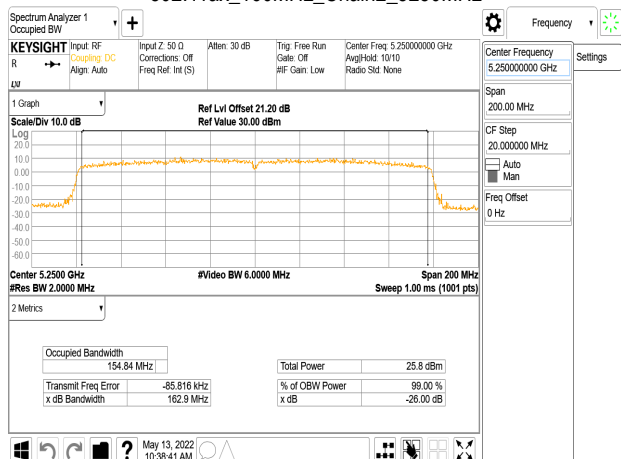 Spectrum Analyzer 1
Occupied BW
Frequency
KEYSIGHT
R
Input: RF
Coupling: DC
Align: Auto
Input Z: 50 Ω
Corrections: Off
Freq Ref: Int (S)
Atten: 30 dB
Trig: Free Run
Gate: Off
#IF Gain: Low
Center Freq: 5.250000000 GHz
Avg|Hold: 10/10
Radio Std: None
Center Frequency
5.250000000 GHz
Settings
Span
200.00 MHz
CF Step
20.000000 MHz
Auto
Man
Freq Offset
0 Hz
1 Graph
Ref Lvl Offset 21.20 dB
Scale/Div 10.0 dB
Ref Value 30.00 dBm
Log
20.0
10.0
0.00
-10.0
-20.0
-30.0
-40.0
-50.0
-60.0
Center 5.2500 GHz
#Video BW 6.0000 MHz
Span 200 MHz
#Res BW 2.0000 MHz
Sweep 1.00 ms (1001 pts)
2 Metrics
Occupied Bandwidth
154.84 MHz
Total Power 25.8 dBm
Transmit Freq Error -85.816 kHz
% of OBW Power 99.00 %
x dB Bandwidth 162.9 MHz
x dB -26.00 dB
May 13, 2022
10:38:41 AM